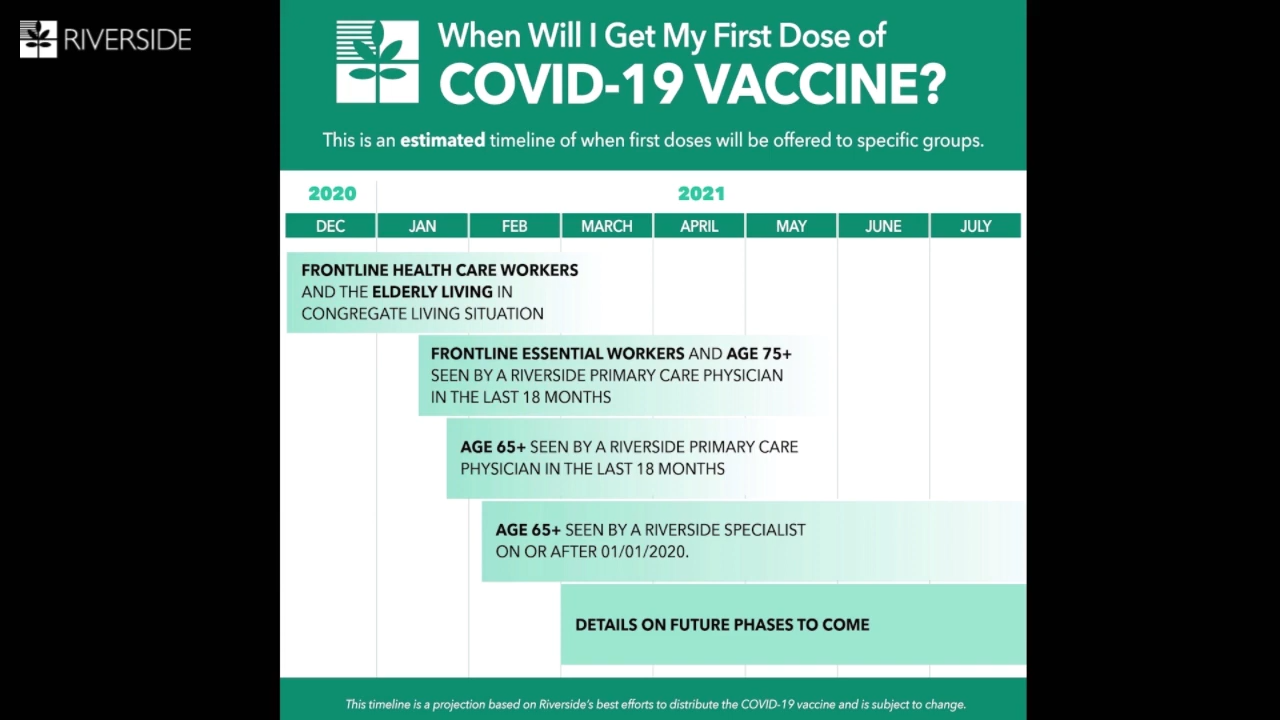 RIVERSIDE
When Will I Get My First Dose of
COVID-19 VACCINE?
This is an estimated timeline of when first doses will be offered to specific groups.
2020
2021
DEC
JAN
FEB
MARCH
APRIL
MAY
JUNE
JULY
FRONTLINE HEALTH CARE WORKERS
AND THE ELDERLY LIVING IN
CONGREGATE LIVING SITUATION
FRONTLINE ESSENTIAL WORKERS AND AGE 75+
SEEN BY A RIVERSIDE PRIMARY CARE PHYSICIAN
IN THE LAST 18 MONTHS
AGE 65+ SEEN BY A RIVERSIDE PRIMARY CARE
PHYSICIAN IN THE LAST 18 MONTHS
AGE 65+ SEEN BY A RIVERSIDE SPECIALIST
ON OR AFTER 01/01/2020.
DETAILS ON FUTURE PHASES TO COME
This timeline is a projection based on Riverside's best efforts to distribute the COVID-19 vaccine and is subject to change.